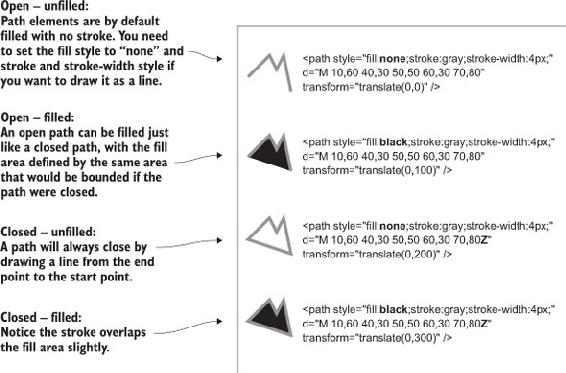 Open – unfilled:
Path elements are by default
filled with no stroke. You need
to set the fill style to “none” and
stroke and stroke-width style if
you want to draw it as a line.
<path style="fill:none;stroke:gray;stroke-width:4px;"
d="M 10,60 40,30 50,50 60,30 70,80"
transform="translate(0,0)" />
Open – filled:
An open path can be filled just
like a closed path, with the fill
area defined by the same area
that would be bounded if the
path were closed.
<path style="fill:black;stroke:gray;stroke-width:4px;"
d="M 10,60 40,30 50,50 60,30 70,80"
transform="translate(0,100)" />
Closed – unfilled:
A path will always close by
drawing a line from the end
point to the start point.
<path style="fill:none;stroke:gray;stroke-width:4px;"
d="M 10,60 40,30 50,50 60,30 70,80Z"
transform="translate(0,200)" />
Closed – filled:
Notice the stroke overlaps
the fill area slightly.
<path style="fill:black;stroke:gray;stroke-width:4px;"
d="M 10,60 40,30 50,50 60,30 70,80Z"
transform="translate(0,300)" />